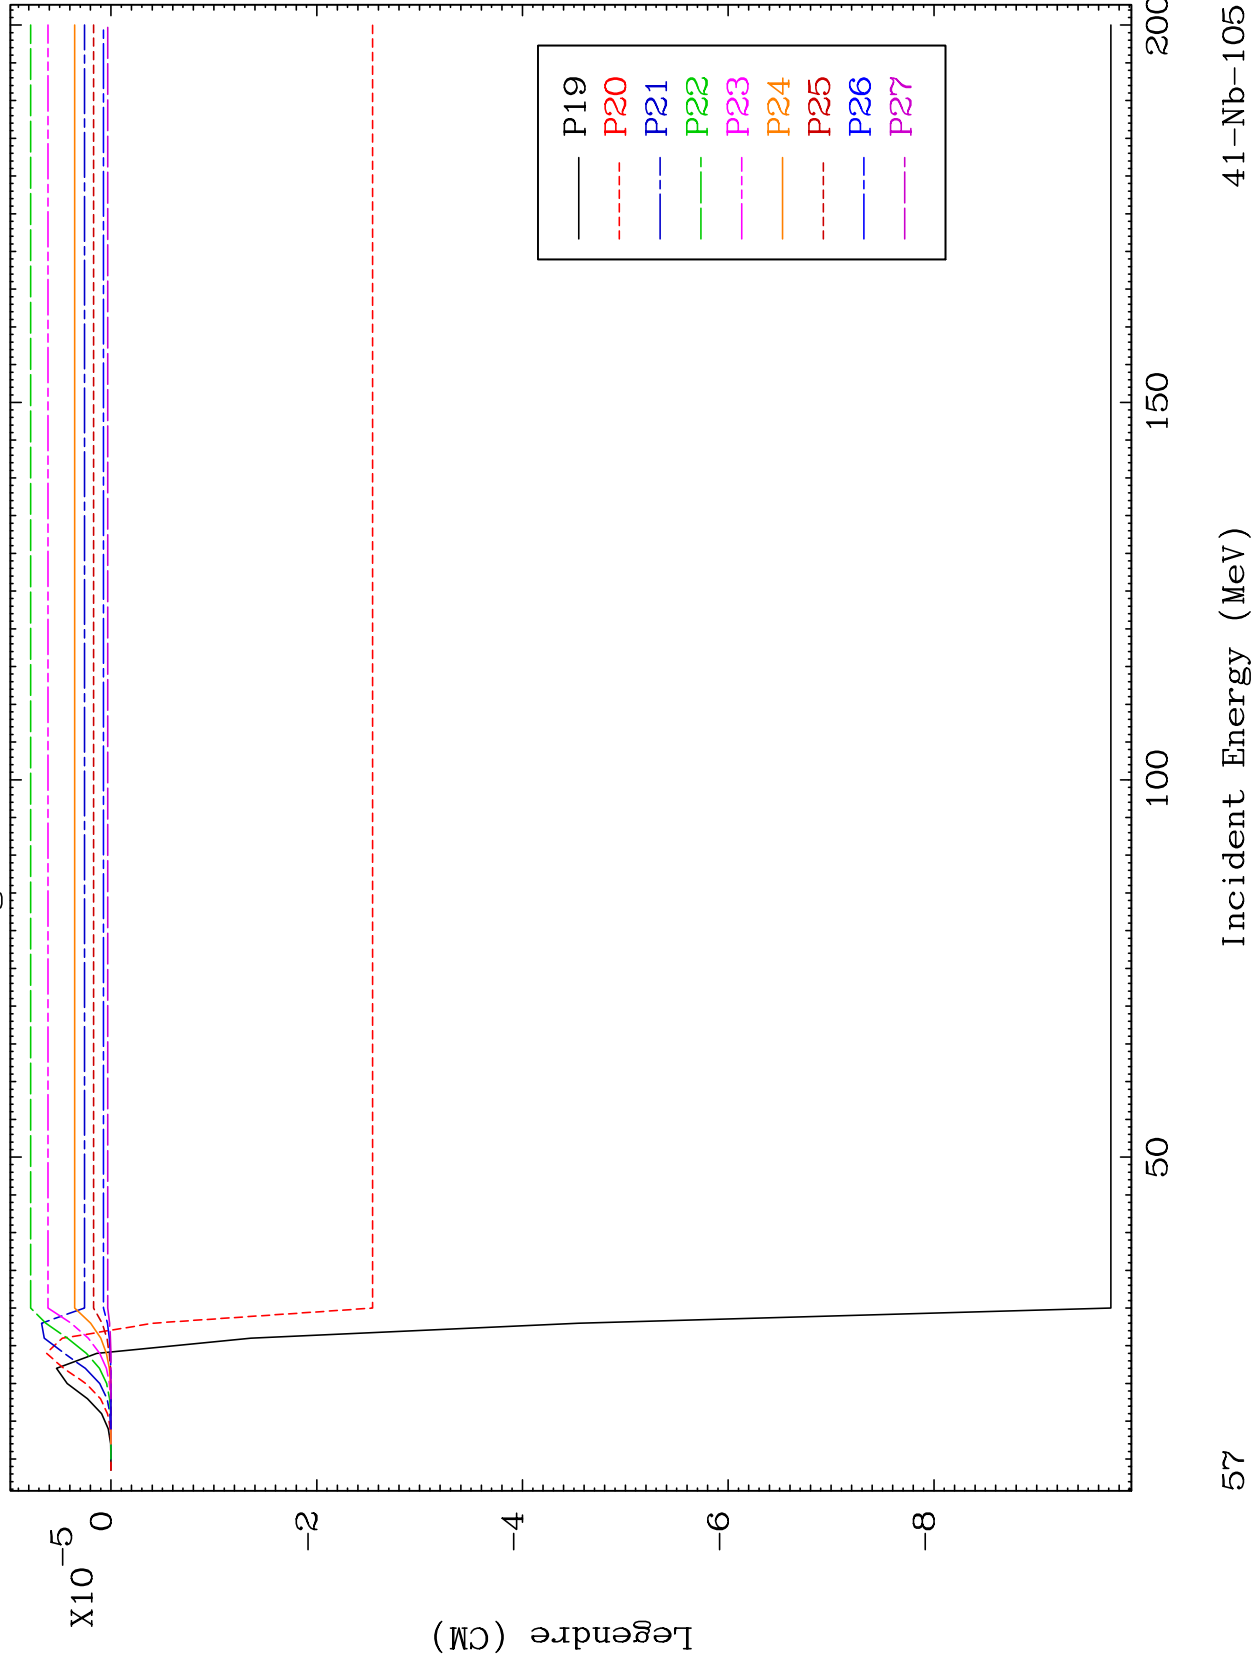 X10⁻⁵
0
-2
-4
-6
-8
Legendre (CM)
P19
P20
P21
P22
P23
P24
P25
P26
P27
50
100
150
200
57
Incident Energy (MeV)
41-Nb-105